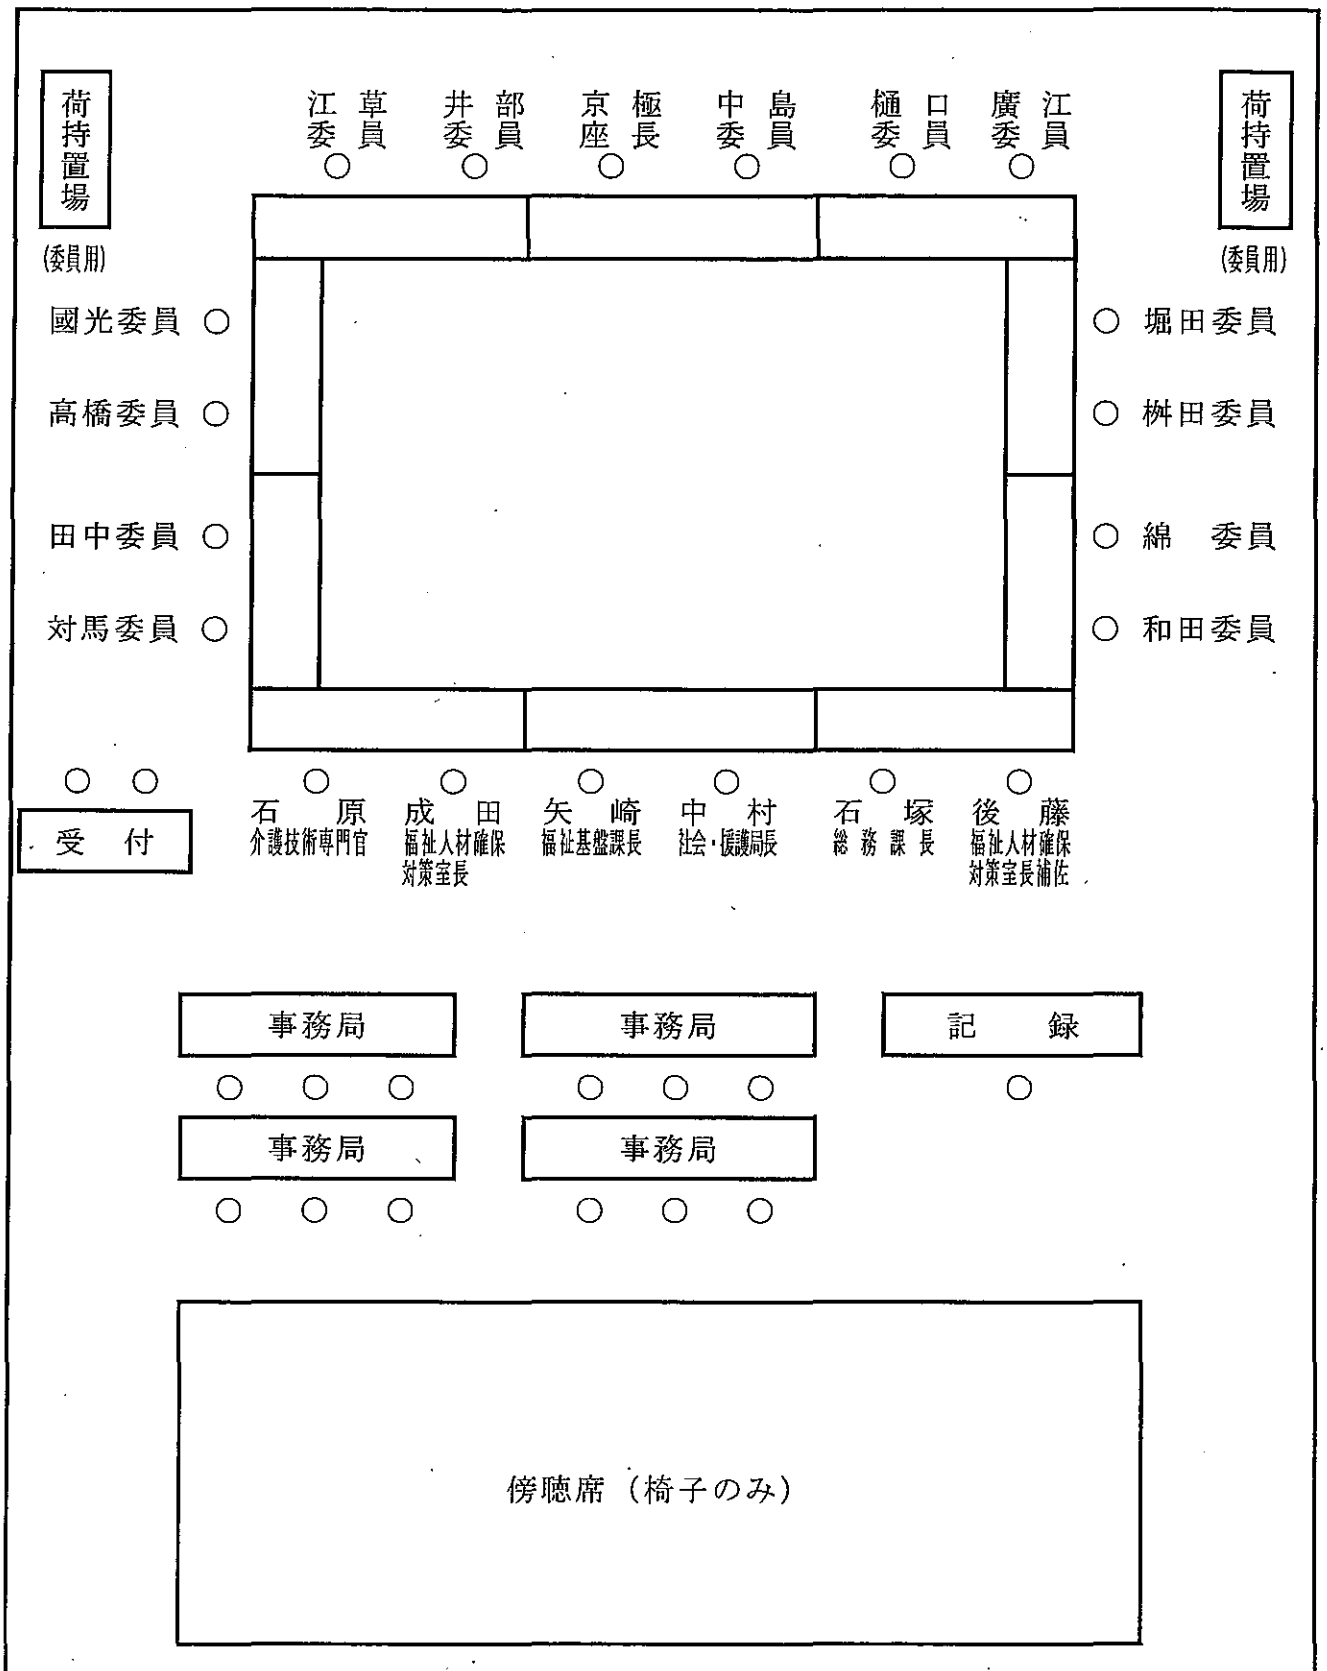 荷持置場
(委員用)
江草委員
井部委員
京極座長
中島委員
樋口委員
廣江委員
荷持置場
(委員用)
國光委員
高橋委員
田中委員
対馬委員
堀田委員
桝田委員
綿　委員
和田委員
受　付
石原
介護技術専門官
成田
福祉人材確保
対策室長
矢崎
福祉基盤課長
中村
社会・援護局長
石塚
総務課長
後藤
福祉人材確保
対策室長補佐
事務局
事務局
記　録
事務局
事務局
傍聴席（椅子のみ）